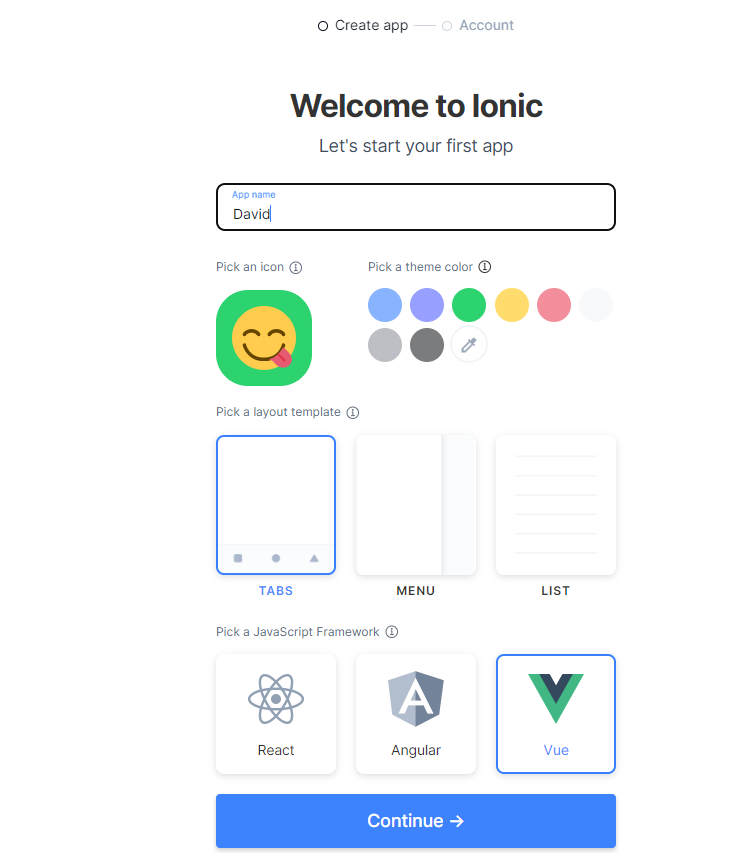 Create app Account
Welcome to Ionic
Let's start your first app
App name
David
Pick an icon Pick a theme color
Pick a layout template
TABS MENU LIST
Pick a JavaScript Framework
React Angular Vue
Continue →